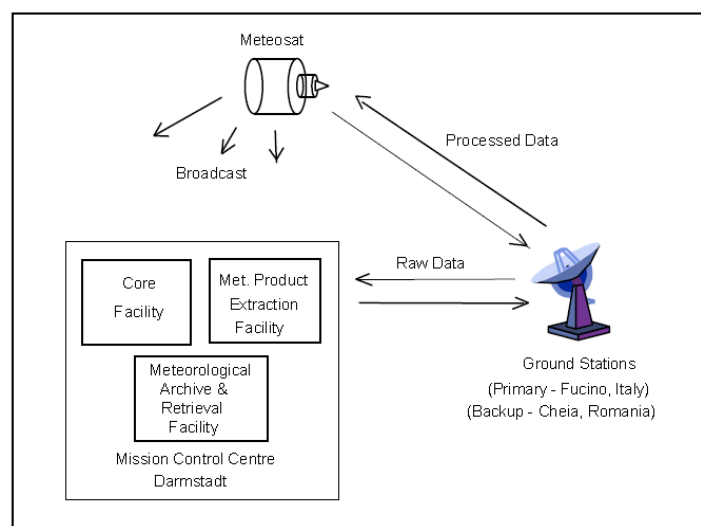 Meteosat
Processed Data
Broadcast
Raw Data
Core
Facility
Met. Product
Extraction
Facility
Meteorological
Archive &
Retrieval
Facility
Mission Control Centre
Darmstadt
Ground Stations
(Primary - Fucino, Italy)
(Backup - Cheia, Romania)